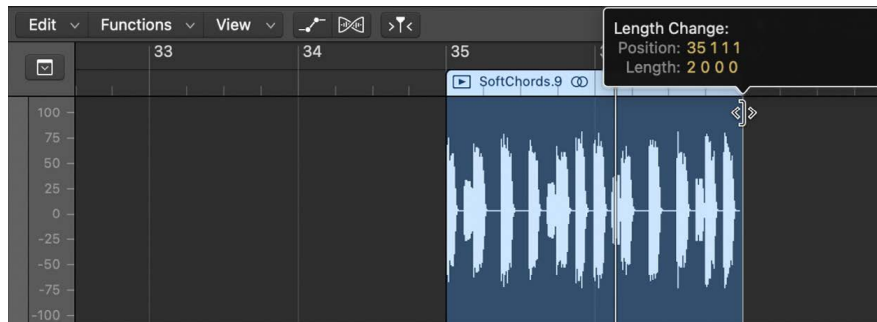 Edit Functions View
Length Change:
Position: 35 1 1 1
Length: 2 0 0 0
33 34 35
SoftChords.9
100
75
50
25
0
-25
-50
-75
-100